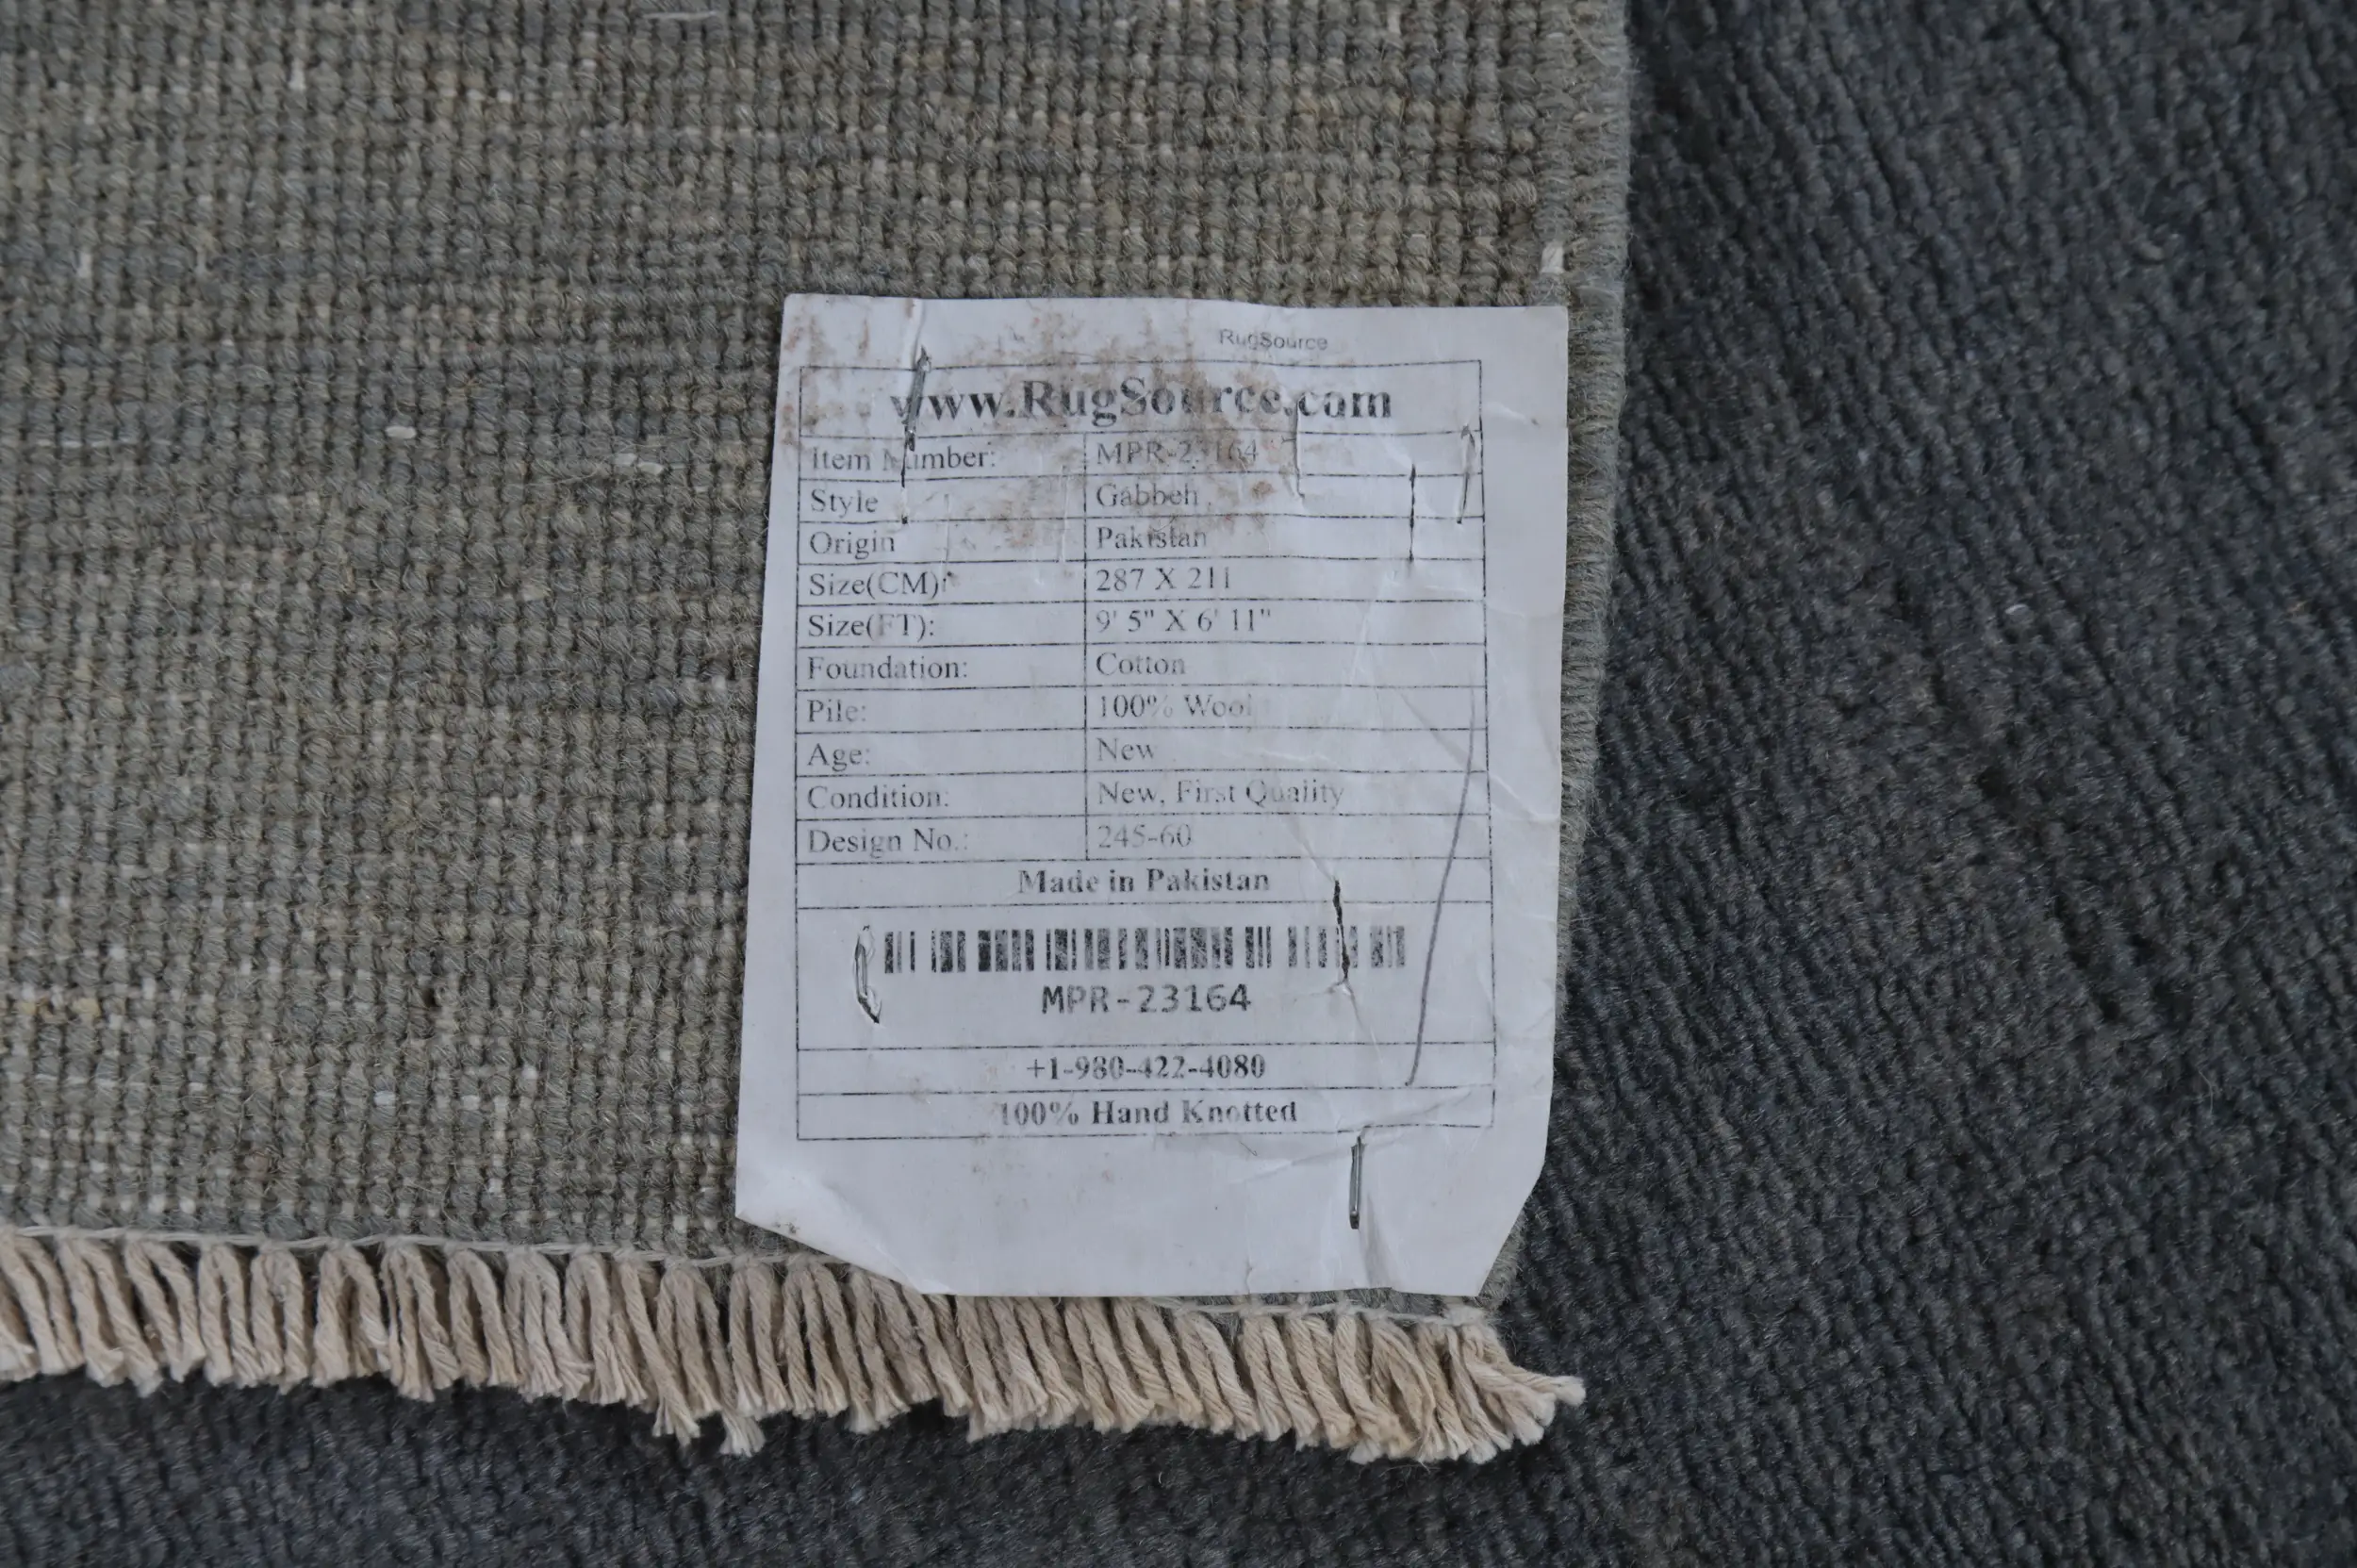 RugSource
www.RugSource.com
Item Number: MPR-23164
Style Gabbeh
Origin Pakistan
Size(CM): 287 X 211
Size(FT): 9' 5" X 6' 11"
Foundation: Cotton
Pile: 100% Wool
Age: New
Condition: New, First Quality
Design No.: 245-60
Made in Pakistan
MPR-23164
+1-980-422-4080
100% Hand Knotted